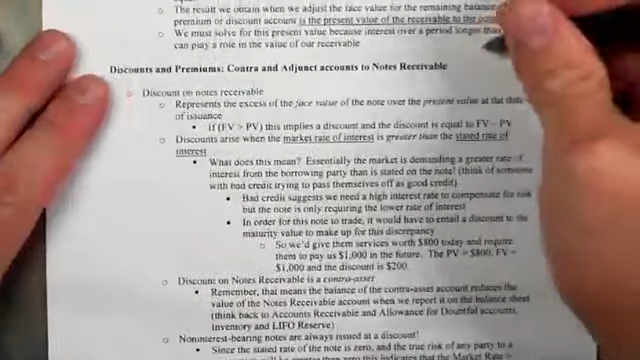 The result we obtain when we adjust the face value for the remaining balance
premium or discount account is the present value of the receivable to the
We must solve for this present value because interest over a period longer
can play a role in the value of our receivable
Discounts and Premiums: Contra and Adjunct accounts to Notes Receivable
Discount on notes receivable
Represents the excess of the face value of the note over the present value at the
of issuance
If (FV > PV) this implies a discount and the discount is equal to FV - PV
Discounts arise when the market rate of interest is greater than the stated rate of
interest
What does this mean? Essentially the market is demanding a greater rate of
interest from the borrowing party than is stated on the note! (think of someone
with bad credit trying to pass themselves off as good credit)
Bad credit suggests we need a high interest rate to compensate for risk
but the note is only requiring the lower rate of interest
In order for this note to trade, it would have to entail a discount to the
maturity value to make up for this discrepancy
So we'd give them services worth $800 today and require
them to pay us $1,000 in the future. The PV = $800, FV =
$1,000 and the discount is $200.
Discount on Notes Receivable is a contra-asset
Remember, that means the balance of the contra-asset account reduces the
value of the Notes Receivable account when we report it on the balance sheet
(think back to Accounts Receivable and Allowance for Doubtful accounts,
Inventory and LIFO Reserve)
Noninterest-bearing notes are always issued at a discount!
Since the stated rate of the note is zero, and the true risk of any party to a
than zero this indicates that the Market Rate is